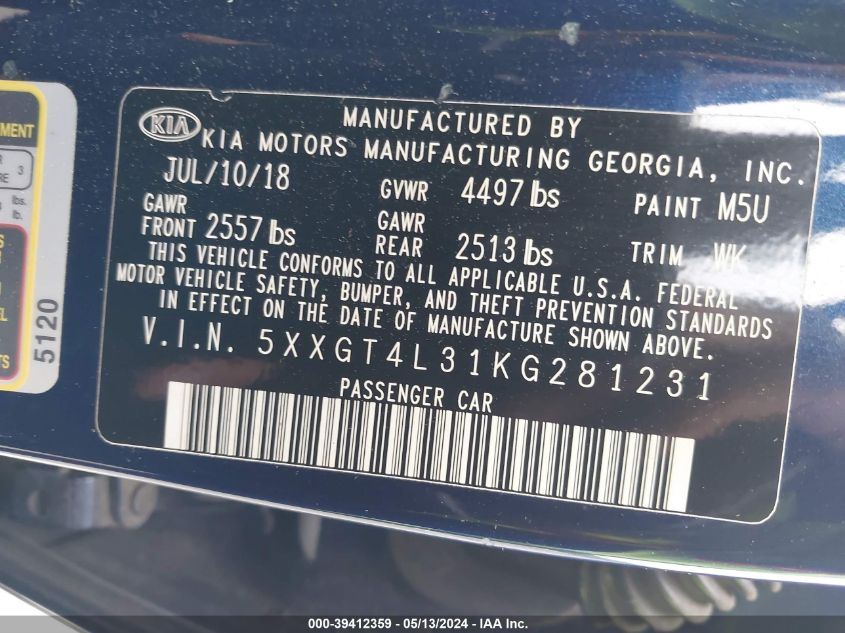 KIA
MANUFACTURED BY
KIA MOTORS MANUFACTURING GEORGIA, INC.
JUL/10/18 GVWR 4497 lbs PAINT M5U
GAWR FRONT 2557 lbs GAWR REAR 2513 lbs TRIM WK
THIS VEHICLE CONFORMS TO ALL APPLICABLE U.S.A. FEDERAL
MOTOR VEHICLE SAFETY, BUMPER, AND THEFT PREVENTION STANDARDS
IN EFFECT ON THE DATE OF MANUFACTURE SHOWN ABOVE.
V.I.N. 5XXGT4L31KG281231
PASSENGER CAR
3
lbs.
lb.
5120
000-39412359 - 05/13/2024 - IAA Inc.